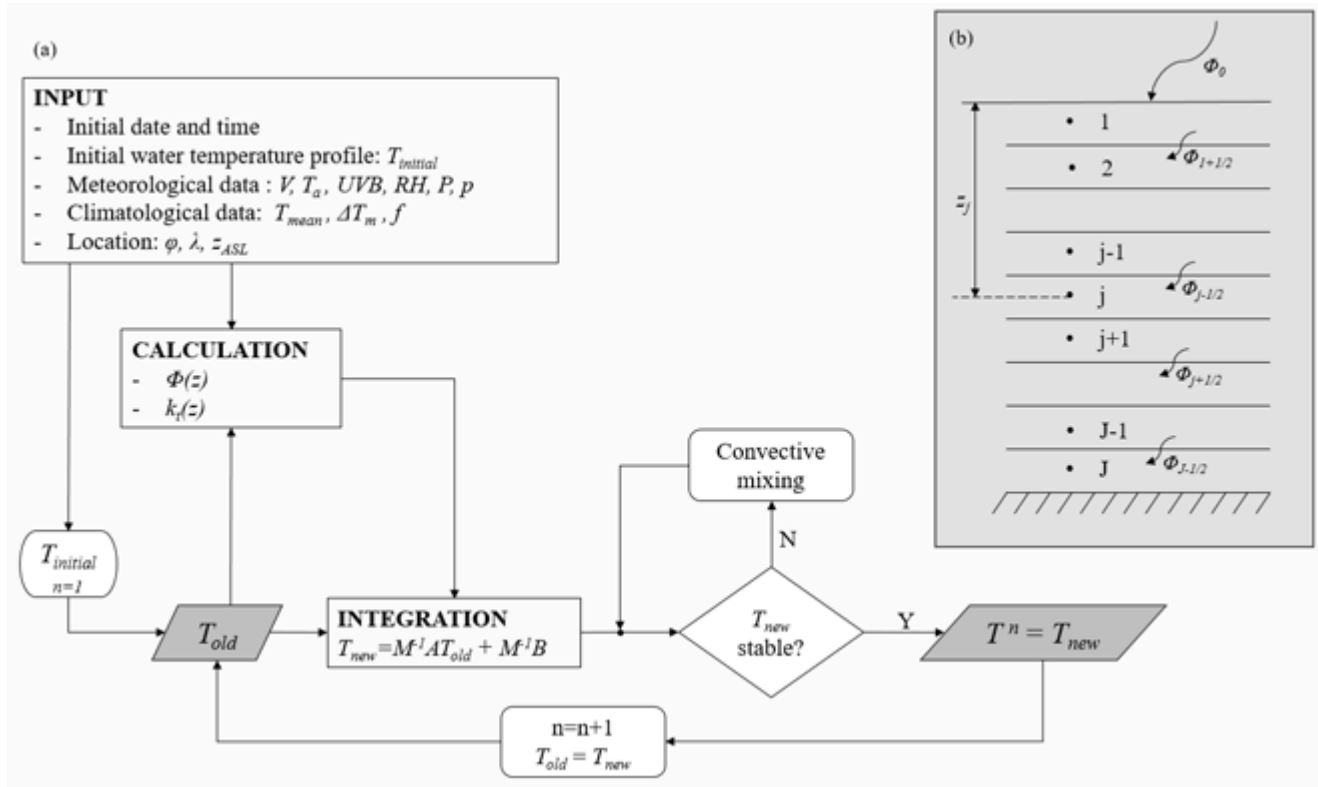 (a)
INPUT
- Initial date and time
- Initial water temperature profile: T_initial
- Meteorological data : V, T_a, UVB, RH, P, p
- Climatological data: T_mean, ΔT_m, f
- Location: φ, λ, z_ASL
CALCULATION
- Φ(z)
- k_t(z)
T_initial
n=1
T_old
INTEGRATION
T_new=M^-1AT_old + M^-1B
Convective
mixing
N
T_new
stable?
Y
T^n = T_new
n=n+1
T_old = T_new
(b)
Φ_0
• 1
Φ_1+1/2
• 2
z_j
• j-1
Φ_j-1/2
• j
• j+1
Φ_j+1/2
• J-1
Φ_J-1/2
• J